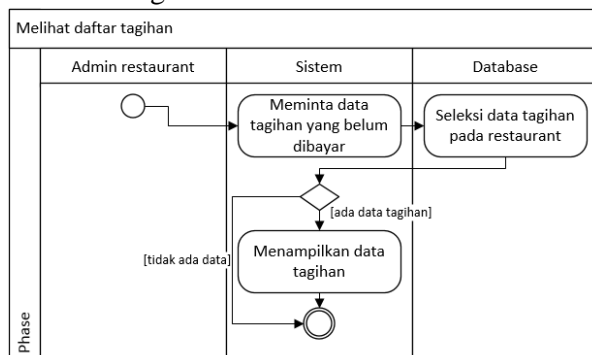 Melihat daftar tagihan
Admin restaurant
Sistem
Database
Meminta data
tagihan yang belum
dibayar
Seleksi data tagihan
pada restaurant
[ada data tagihan]
Menampilkan data
tagihan
[tidak ada data]
Phase